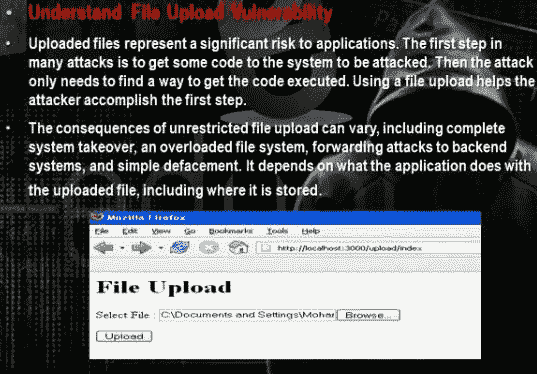 • Understand File Upload Vulnerability
• Uploaded files represent a significant risk to applications. The first step in
many attacks is to get some code to the system to be attacked. Then the attack
only needs to find a way to get the code executed. Using a file upload helps the
attacker accomplish the first step.
• The consequences of unrestricted file upload can vary, including complete
system takeover, an overloaded file system, forwarding attacks to backend
systems, and simple defacement. It depends on what the application does with
the uploaded file, including where it is stored.
Mozilla Firefox
File Edit View Go Bookmarks Tools Help
http://localhost:3000/upload/index
File Upload
Select File : C:\Documents and Settings\Mohar Browse...
Upload